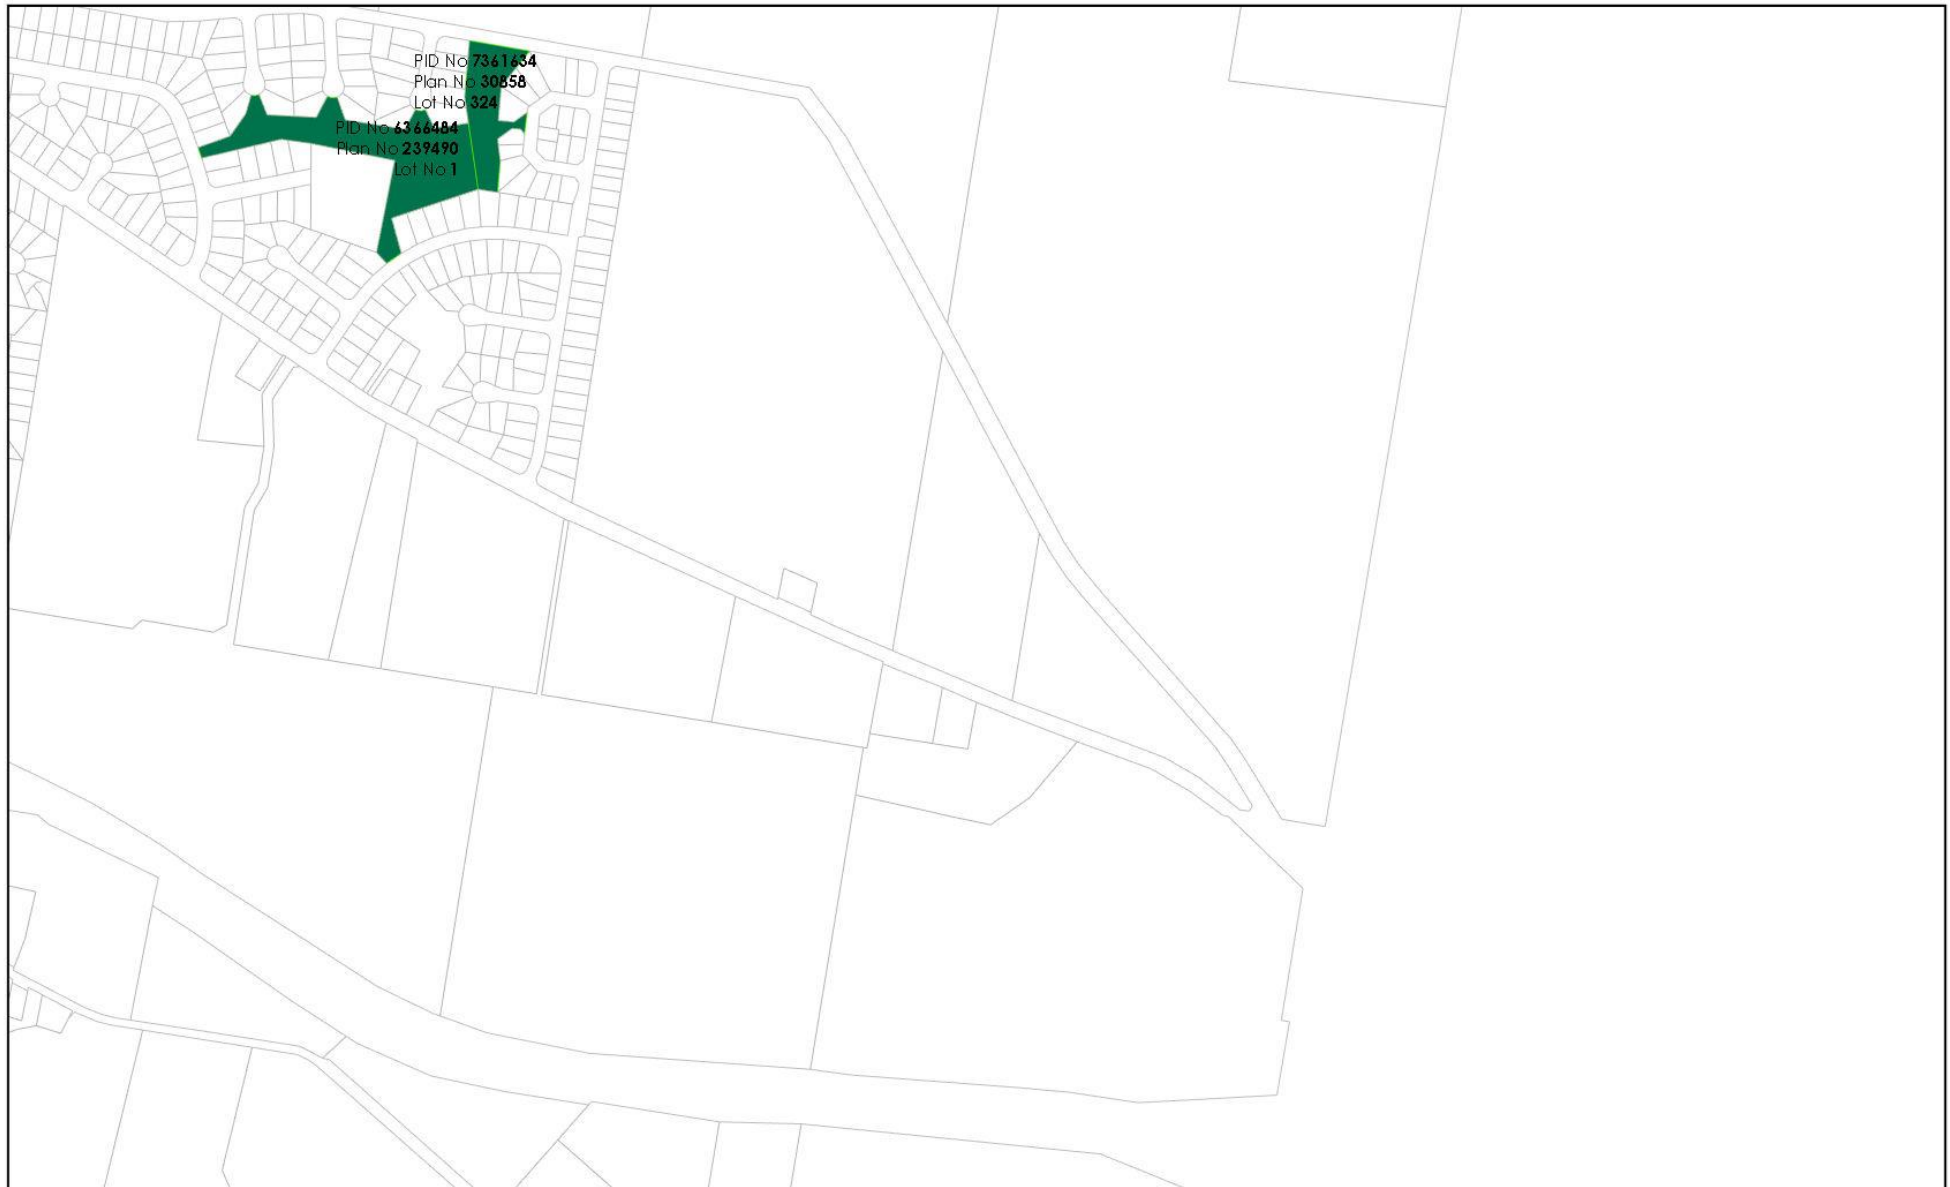 PID No 7361634
Plan No 30858
Lot No 324
PID No 6366484
Plan No 239490
Lot No 1